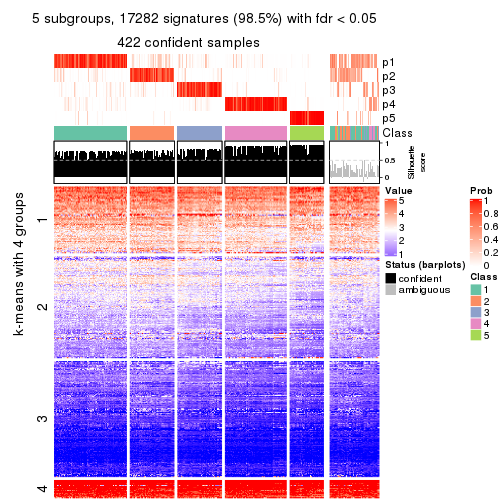 5 subgroups, 17282 signatures (98.5%) with fdr < 0.05
422 confident samples
p1
p2
p3
p4
p5
Class
1
0.5
0
Silhouette
score
k-means with 4 groups
1
2
3
4
Value
5
4
3
2
1
Status (barplots)
confident
ambiguous
Prob
1
0.8
0.6
0.4
0.2
0
Class
1
2
3
4
5